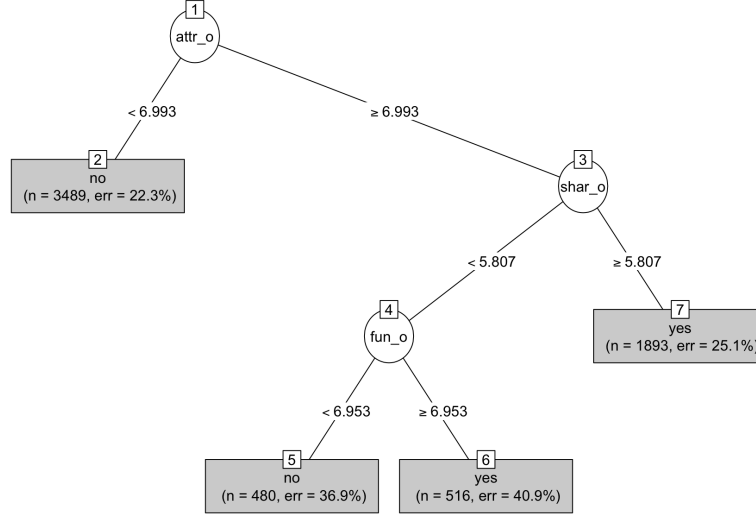 1
attr_o
< 6.993
≥ 6.993
2
no
(n = 3489, err = 22.3%)
3
shar_o
< 5.807
≥ 5.807
4
fun_o
7
yes
(n = 1893, err = 25.1%)
< 6.953
≥ 6.953
5
no
(n = 480, err = 36.9%)
6
yes
(n = 516, err = 40.9%)